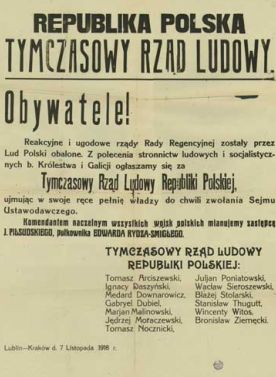 REPUBLIKA POLSKA
TYMCZASOWY RZĄD LUDOWY.
Obywatele!
Reakcyjne i ugodowe rządy Rady Regencyjnej zostały przez
Lud Polski obalone. Z polecenia stronnictw ludowych i socjalistycz-
nych b. Królestwa i Galicji ogłaszamy się za
Tymczasowy Rząd Ludowy Republiki Polskiej,
ujmując w swoje ręce pełnię władzy do chwili zwołania Sejmu
Ustawodawczego.
Komendantem naczelnym wszystkich wojsk polskich mianujemy zastępcę
J. PIŁSUDSKIEGO, pułkownika EDWARDA RYDZA-ŚMIGŁEGO.
TYMCZASOWY RZĄD LUDOWY
REPUBLIKI POLSKIEJ:
Tomasz Arciszewski, Juljan Poniatowski,
Ignacy Daszyński, Wacław Sieroszewski,
Medard Downarowicz, Błażej Stolarski,
Gabryel Dubiel, Stanisław Thugutt,
Marjan Malinowski, Wincenty Witos,
Jędrzej Moraczewski, Bronisław Ziemięcki.
Tomasz Nocznicki,
Lublin—Kraków d. 7 Listopada 1918 r.